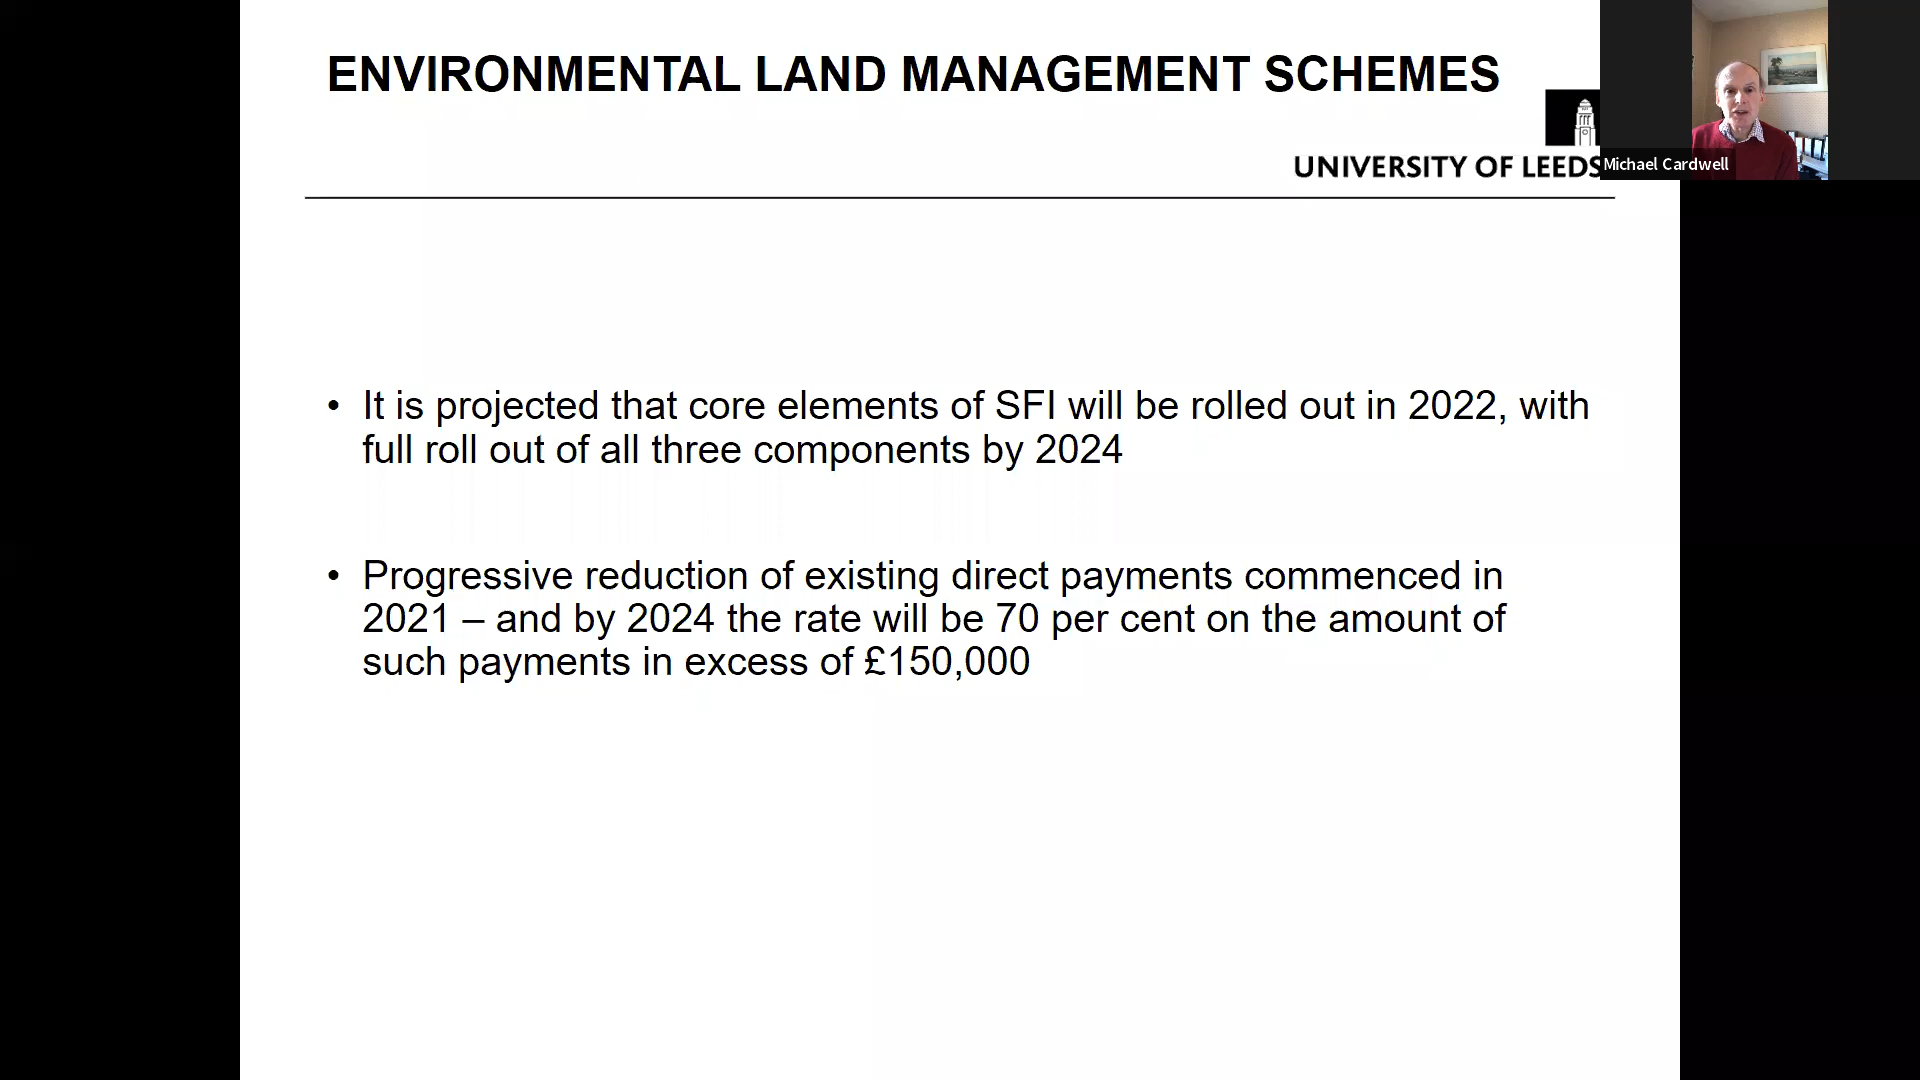 ENVIRONMENTAL LAND MANAGEMENT SCHEMES
UNIVERSITY OF LEEDS
Michael Cardwell
• It is projected that core elements of SFI will be rolled out in 2022, with
full roll out of all three components by 2024
• Progressive reduction of existing direct payments commenced in
2021 – and by 2024 the rate will be 70 per cent on the amount of
such payments in excess of £150,000